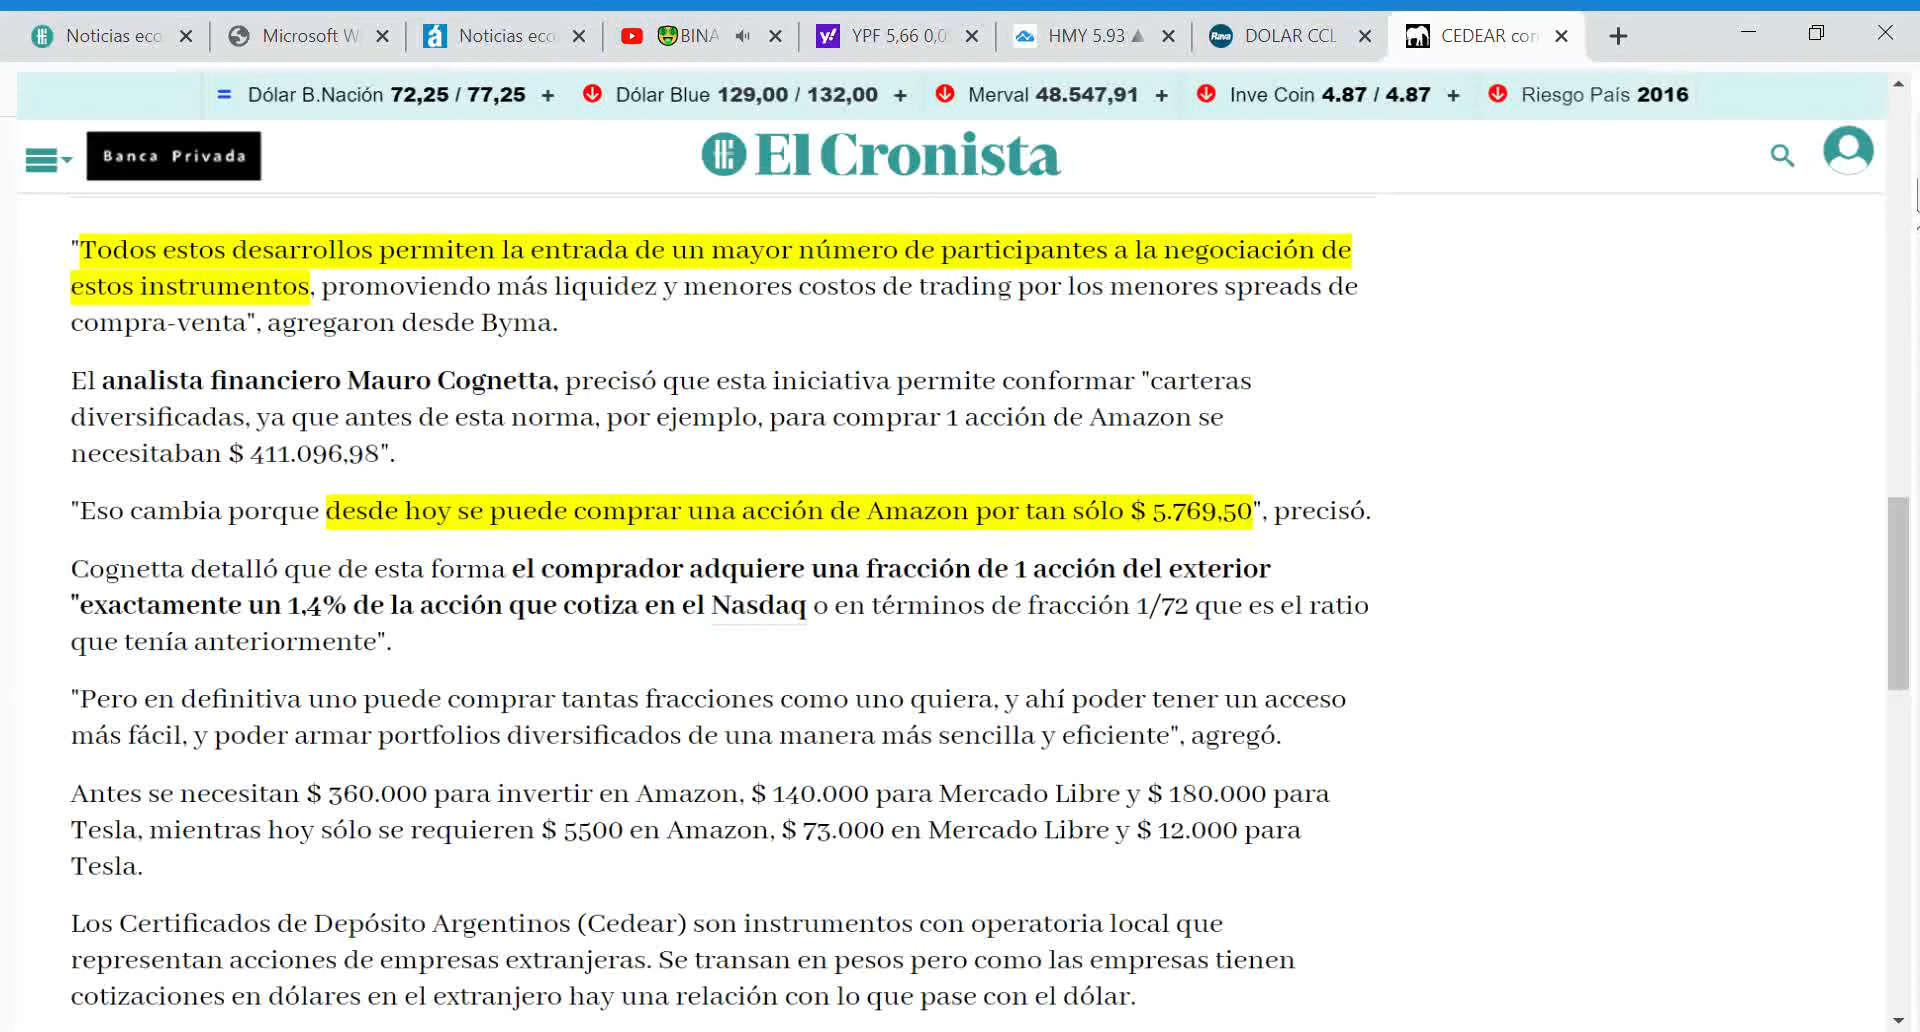 Noticias eco
Microsoft W
Noticias eco
BINA
YPF 5,66 0,0
HMY 5.93
DOLAR CCL
CEDEAR con
= Dólar B.Nación 72,25 / 77,25 + Dólar Blue 129,00 / 132,00 + Merval 48.547,91 + Inve Coin 4.87 / 4.87 + Riesgo País 2016
Banca Privada
El Cronista
"Todos estos desarrollos permiten la entrada de un mayor número de participantes a la negociación de
estos instrumentos, promoviendo más liquidez y menores costos de trading por los menores spreads de
compra-venta", agregaron desde Byma.
El analista financiero Mauro Cognetta, precisó que esta iniciativa permite conformar "carteras
diversificadas, ya que antes de esta norma, por ejemplo, para comprar 1 acción de Amazon se
necesitaban $ 411.096,98".
"Eso cambia porque desde hoy se puede comprar una acción de Amazon por tan sólo $ 5.769,50", precisó.
Cognetta detalló que de esta forma el comprador adquiere una fracción de 1 acción del exterior
"exactamente un 1,4% de la acción que cotiza en el Nasdaq o en términos de fracción 1/72 que es el ratio
que tenía anteriormente".
"Pero en definitiva uno puede comprar tantas fracciones como uno quiera, y ahí poder tener un acceso
más fácil, y poder armar portfolios diversificados de una manera más sencilla y eficiente", agregó.
Antes se necesitan $ 360.000 para invertir en Amazon, $ 140.000 para Mercado Libre y $ 180.000 para
Tesla, mientras hoy sólo se requieren $ 5500 en Amazon, $ 73.000 en Mercado Libre y $ 12.000 para
Tesla.
Los Certificados de Depósito Argentinos (Cedear) son instrumentos con operatoria local que
representan acciones de empresas extranjeras. Se transan en pesos pero como las empresas tienen
cotizaciones en dólares en el extranjero hay una relación con lo que pase con el dólar.